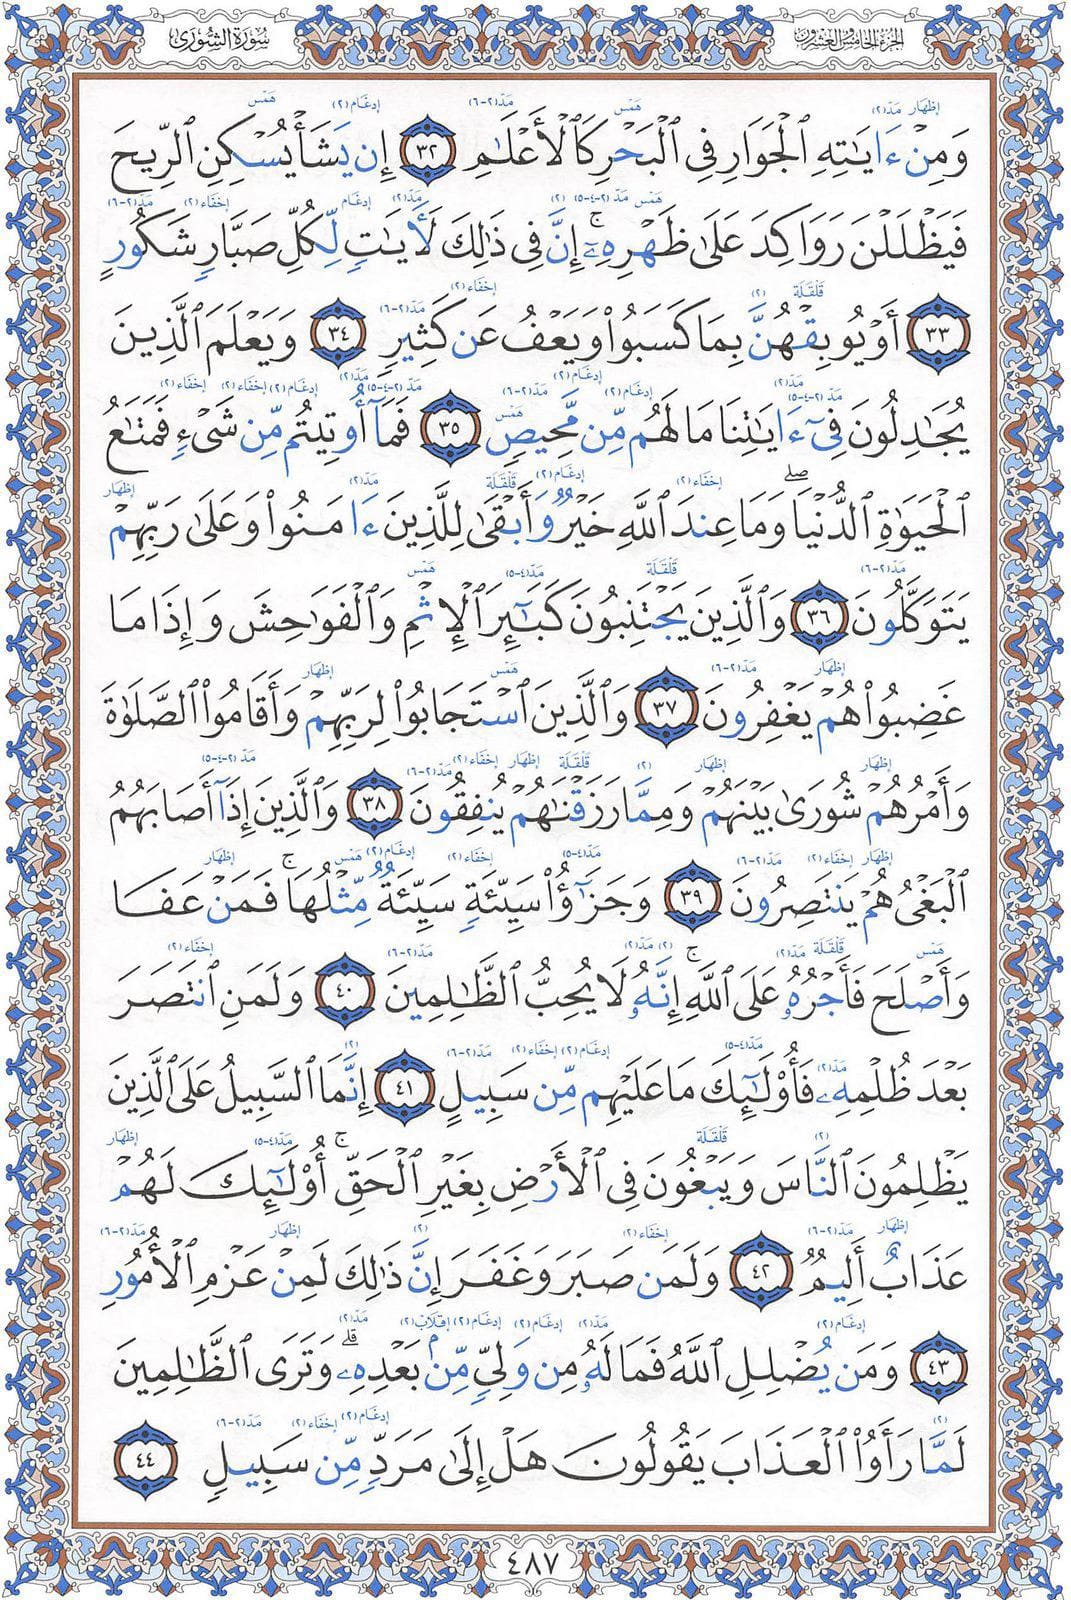 الجزء الخامس والعشرون
سورة الشورى
وَمِنْ ءَايَـٰتِهِ ٱلْجَوَارِ فِى ٱلْبَحْرِ كَٱلْأَعْلَـٰمِ ٣٢ إِن يَشَأْ يُسْكِنِ ٱلرِّيحَ
فَيَظْلَلْنَ رَوَاكِدَ عَلَىٰ ظَهْرِهِۦٓ ۚ إِنَّ فِى ذَٰلِكَ لَـَٔايَـٰتٍ لِّكُلِّ صَبَّارٍ شَكُورٍ
٣٣ أَوْ يُوبِقْهُنَّ بِمَا كَسَبُوا۟ وَيَعْفُ عَن كَثِيرٍ ٣٤ وَيَعْلَمَ ٱلَّذِينَ
يُجَـٰدِلُونَ فِىٓ ءَايَـٰتِنَا مَا لَهُم مِّن مَّحِيصٍ ٣٥ فَمَآ أُوتِيتُم مِّن شَىْءٍ فَمَتَـٰعُ
ٱلْحَيَوٰةِ ٱلدُّنْيَا ۖ وَمَا عِندَ ٱللَّهِ خَيْرٌ وَأَبْقَىٰ لِلَّذِينَ ءَامَنُوا۟ وَعَلَىٰ رَبِّهِمْ
يَتَوَكَّلُونَ ٣٦ وَٱلَّذِينَ يَجْتَنِبُونَ كَبَـٰٓئِرَ ٱلْإِثْمِ وَٱلْفَوَٰحِشَ وَإِذَا مَا
غَضِبُوا۟ هُمْ يَغْفِرُونَ ٣٧ وَٱلَّذِينَ ٱسْتَجَابُوا۟ لِرَبِّهِمْ وَأَقَامُوا۟ ٱلصَّلَوٰةَ
وَأَمْرُهُمْ شُورَىٰ بَيْنَهُمْ وَمِمَّا رَزَقْنَـٰهُمْ يُنفِقُونَ ٣٨ وَٱلَّذِينَ إِذَآ أَصَابَهُمُ
ٱلْبَغْىُ هُمْ يَنتَصِرُونَ ٣٩ وَجَزَٰٓؤُا۟ سَيِّئَةٍ سَيِّئَةٌ مِّثْلُهَا ۖ فَمَنْ عَفَا
وَأَصْلَحَ فَأَجْرُهُۥ عَلَى ٱللَّهِ ۚ إِنَّهُۥ لَا يُحِبُّ ٱلظَّـٰلِمِينَ ٤٠ وَلَمَنِ ٱنتَصَرَ
بَعْدَ ظُلْمِهِۦ فَأُو۟لَـٰٓئِكَ مَا عَلَيْهِم مِّن سَبِيلٍ ٤١ إِنَّمَا ٱلسَّبِيلُ عَلَى ٱلَّذِينَ
يَظْلِمُونَ ٱلنَّاسَ وَيَبْغُونَ فِى ٱلْأَرْضِ بِغَيْرِ ٱلْحَقِّ ۚ أُو۟لَـٰٓئِكَ لَهُمْ
عَذَابٌ أَلِيمٌ ٤٢ وَلَمَن صَبَرَ وَغَفَرَ إِنَّ ذَٰلِكَ لَمِنْ عَزْمِ ٱلْأُمُورِ
٤٣ وَمَن يُضْلِلِ ٱللَّهُ فَمَا لَهُۥ مِن وَلِىٍّ مِّنۢ بَعْدِهِۦ ۗ وَتَرَى ٱلظَّـٰلِمِينَ
لَمَّا رَأَوُا۟ ٱلْعَذَابَ يَقُولُونَ هَلْ إِلَىٰ مَرَدٍّ مِّن سَبِيلٍ ٤٤
٤٨٧